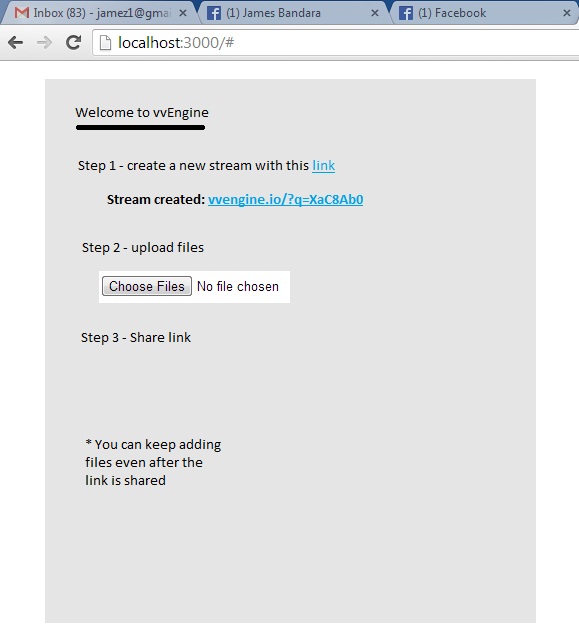 Inbox (83) - jamez1@gmai
(1) James Bandara
(1) Facebook
localhost:3000/#
Welcome to vvEngine
Step 1 - create a new stream with this link
Stream created: vvengine.io/?q=XaC8Ab0
Step 2 - upload files
Choose Files No file chosen
Step 3 - Share link
* You can keep adding
files even after the
link is shared